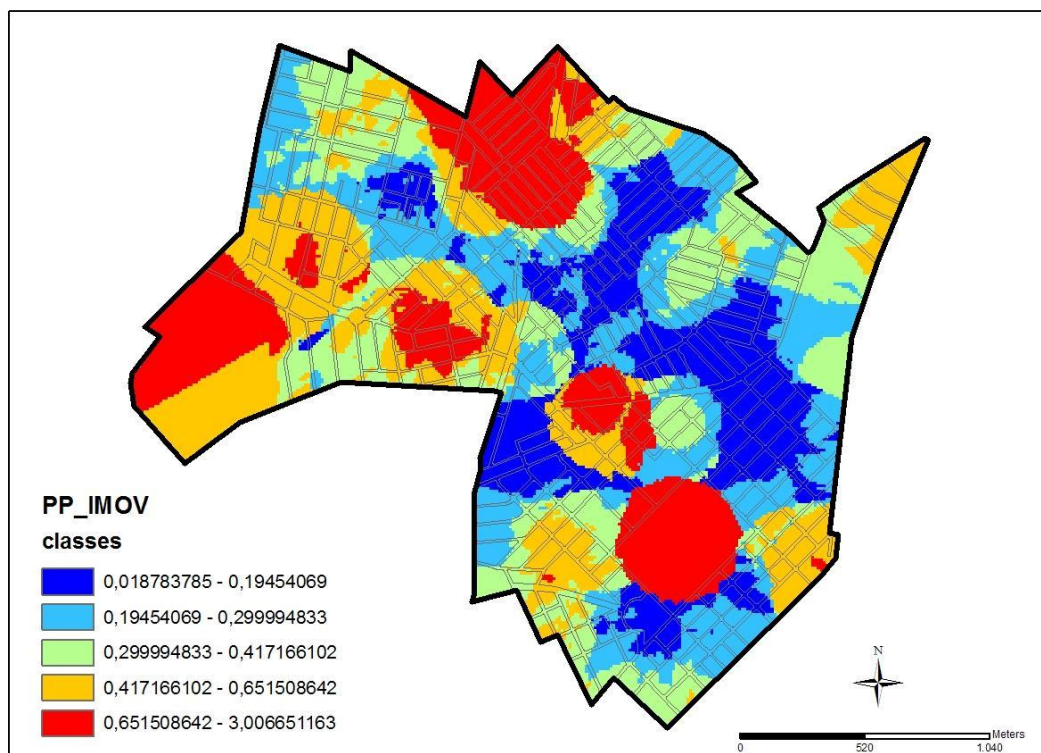 PP_IMOV
classes
0,018783785 - 0,19454069
0,19454069 - 0,299994833
0,299994833 - 0,417166102
0,417166102 - 0,651508642
0,651508642 - 3,006651163
N
Meters
0 520 1.040